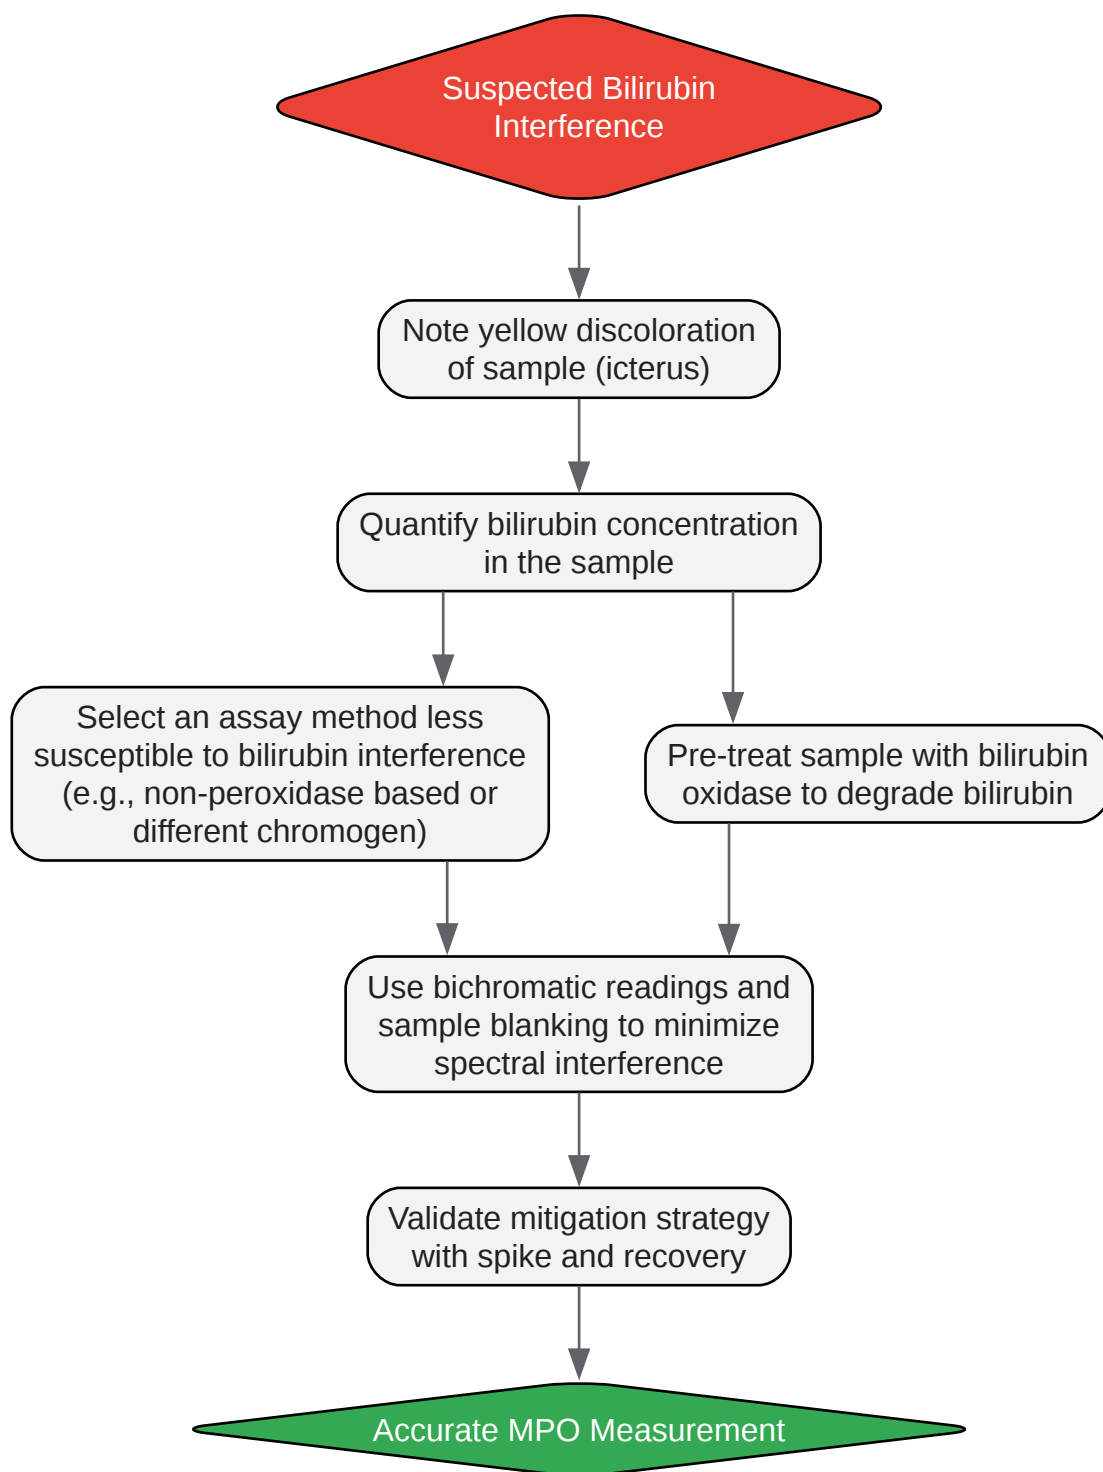 Suspected Bilirubin
Interference
Note yellow discoloration
of sample (icterus)
Quantify bilirubin concentration
in the sample
Select an assay method less
susceptible to bilirubin interference
(e.g., non-peroxidase based or
different chromogen)
Pre-treat sample with bilirubin
oxidase to degrade bilirubin
Use bichromatic readings and
sample blanking to minimize
spectral interference
Validate mitigation strategy
with spike and recovery
Accurate MPO Measurement